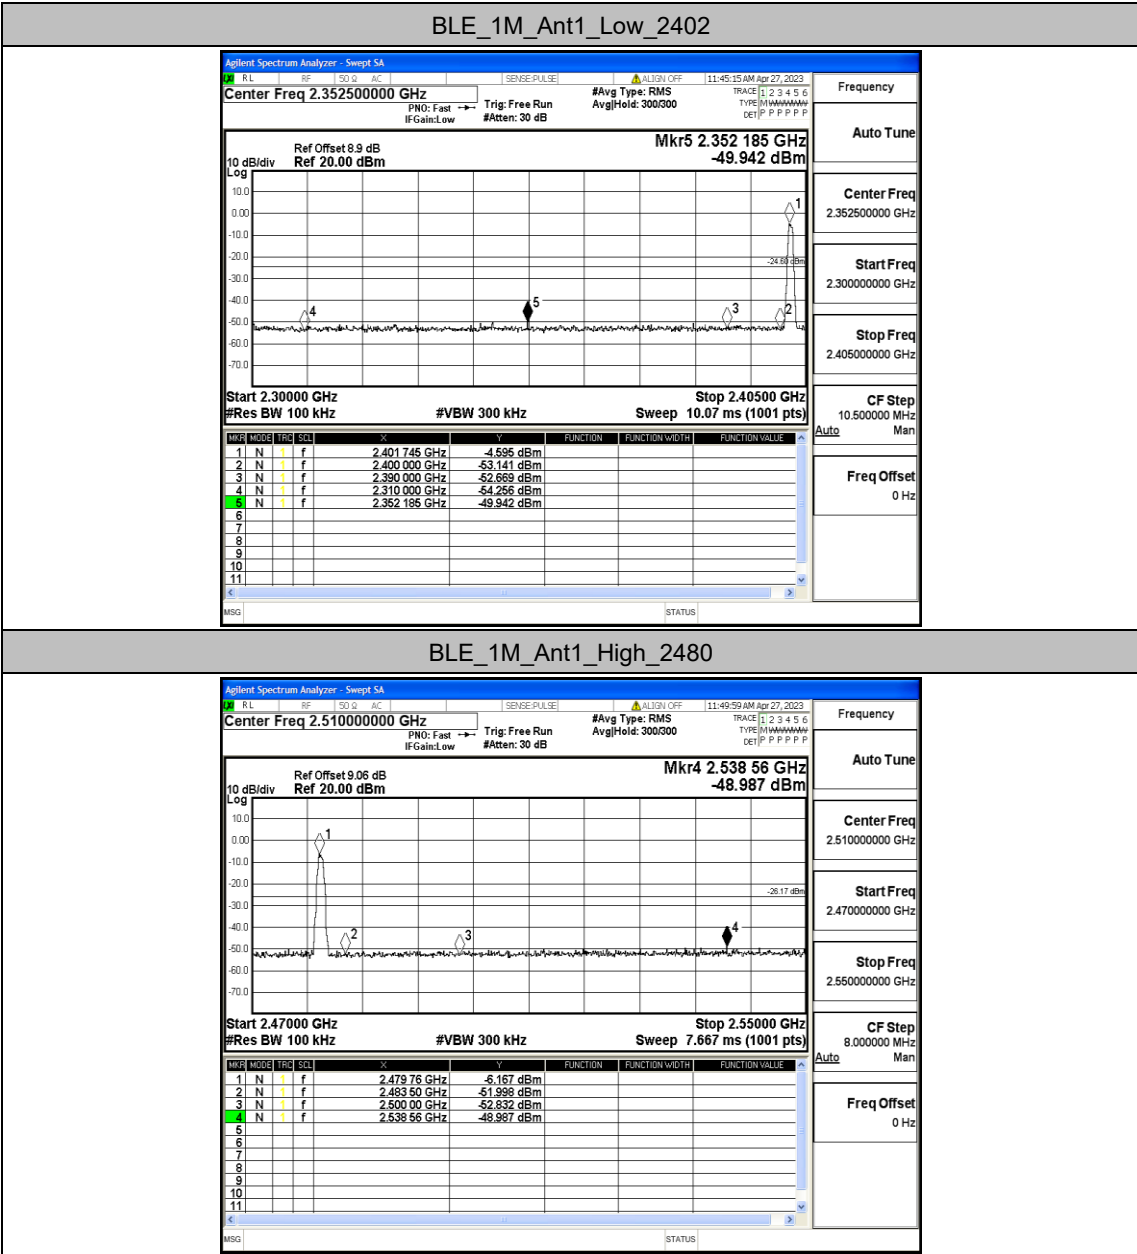 BLE_1M_Ant1_Low_2402
Agilent Spectrum Analyzer - Swept SA
RL RF 50 Ω AC SENSE:PULSE ALIGN OFF 11:45:15 AM Apr 27, 2023
Center Freq 2.352500000 GHz #Avg Type: RMS TRACE 1 2 3 4 5 6
PNO: Fast Trig: Free Run Avg|Hold: 300/300 TYPE M
IFGain:Low #Atten: 30 dB DET P P P P P P
Frequency
Auto Tune
Center Freq
2.352500000 GHz
Start Freq
2.300000000 GHz
Stop Freq
2.405000000 GHz
CF Step
10.500000 MHz
Auto Man
Freq Offset
0 Hz
Mkr5 2.352 185 GHz
-49.942 dBm
Ref Offset 8.9 dB
10 dB/div Ref 20.00 dBm
Log
10.0
0.00
-10.0
-20.0
-30.0
-40.0
-50.0
-60.0
-70.0
-24.60 dBm
1
2
3
4
5
Start 2.30000 GHz Stop 2.40500 GHz
#Res BW 100 kHz #VBW 300 kHz Sweep 10.07 ms (1001 pts)
MKR MODE TRC SCL X Y FUNCTION FUNCTION WIDTH FUNCTION VALUE
1 N 1 f 2.401 745 GHz -4.595 dBm
2 N 1 f 2.400 000 GHz -53.141 dBm
3 N 1 f 2.390 000 GHz -52.669 dBm
4 N 1 f 2.310 000 GHz -54.256 dBm
5 N 1 f 2.352 185 GHz -49.942 dBm
6
7
8
9
10
11
MSG STATUS
BLE_1M_Ant1_High_2480
Agilent Spectrum Analyzer - Swept SA
RL RF 50 Ω AC SENSE:PULSE ALIGN OFF 11:49:59 AM Apr 27, 2023
Center Freq 2.510000000 GHz #Avg Type: RMS TRACE 1 2 3 4 5 6
PNO: Fast Trig: Free Run Avg|Hold: 300/300 TYPE M
IFGain:Low #Atten: 30 dB DET P P P P P P
Frequency
Auto Tune
Center Freq
2.510000000 GHz
Start Freq
2.470000000 GHz
Stop Freq
2.550000000 GHz
CF Step
8.000000 MHz
Auto Man
Freq Offset
0 Hz
Mkr4 2.538 56 GHz
-48.987 dBm
Ref Offset 9.06 dB
10 dB/div Ref 20.00 dBm
Log
10.0
0.00
-10.0
-20.0
-30.0
-40.0
-50.0
-60.0
-70.0
-26.17 dBm
1
2
3
4
Start 2.47000 GHz Stop 2.55000 GHz
#Res BW 100 kHz #VBW 300 kHz Sweep 7.667 ms (1001 pts)
MKR MODE TRC SCL X Y FUNCTION FUNCTION WIDTH FUNCTION VALUE
1 N 1 f 2.479 76 GHz -6.167 dBm
2 N 1 f 2.483 50 GHz -51.998 dBm
3 N 1 f 2.500 00 GHz -52.832 dBm
4 N 1 f 2.538 56 GHz -48.987 dBm
5
6
7
8
9
10
11
MSG STATUS